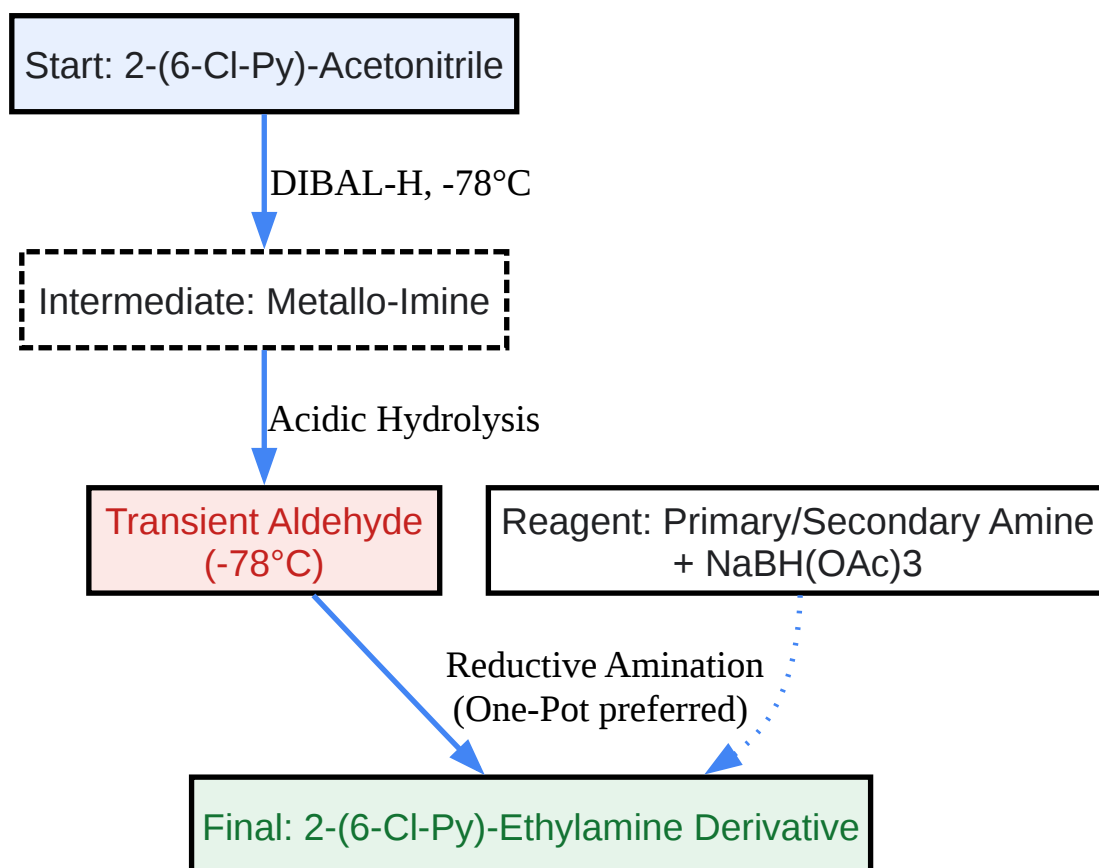 Start: 2-(6-Cl-Py)-Acetonitrile
DIBAL-H, -78°C
Intermediate: Metallo-Imine
Acidic Hydrolysis
Transient Aldehyde
(-78°C)
Reagent: Primary/Secondary Amine
+ NaBH(OAc)3
Reductive Amination
(One-Pot preferred)
Final: 2-(6-Cl-Py)-Ethylamine Derivative